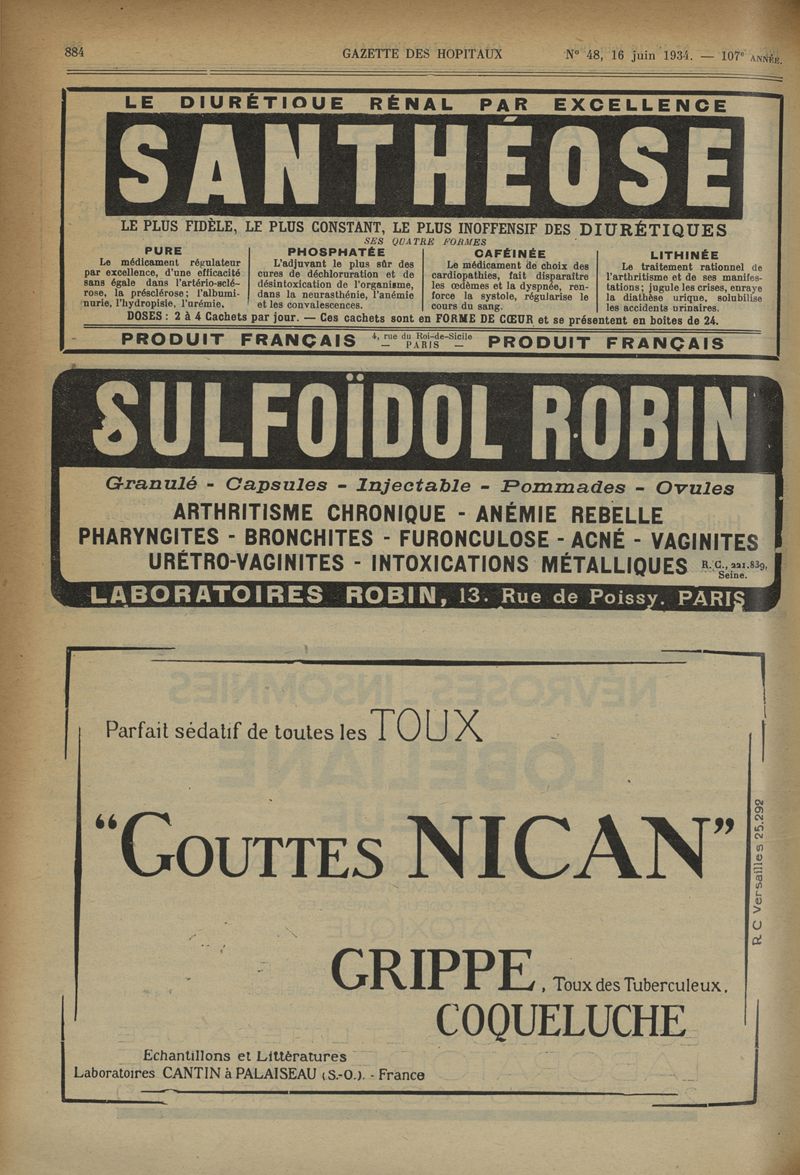 884
GAZETTE DES HOPITAUX
N° 48, 16 juin 1934. — 107e ANNÉE.
LE DIURÉTIQUE RÉNAL PAR EXCELLENCE
SANTHÉOSE
LE PLUS FIDÈLE, LE PLUS CONSTANT, LE PLUS INOFFENSIF DES DIURÉTIQUES
SES QUATRE FORMES
PURE
Le médicament régulateur
par excellence, d'une efficacité
sans égale dans l'artério-sclé-
rose, la présclérose; l'albumi-
nurie, l'hydropisie, l'urémie.
PHOSPHATÉE
L'adjuvant le plus sûr des
cures de déchloruration et de
désintoxication de l'organisme,
dans la neurasthénie, l'anémie
et les convalescences.
CAFÉINÉE
Le médicament de choix des
cardiopathies, fait disparaître
les œdèmes et la dyspnée, ren-
force la systole, régularise le
cours du sang.
LITHINÉE
Le traitement rationnel de
l'arthritisme et de ses manifes-
tations; jugule les crises, enraye
la diathèse urique, solubilise
les accidents urinaires.
DOSES : 2 à 4 Cachets par jour. — Ces cachets sont en FORME DE CŒUR et se présentent en boîtes de 24.
PRODUIT FRANÇAIS
4, rue du Roi-de-Sicile
— PARIS —
PRODUIT FRANÇAIS
SULFOÏDOL ROBIN
Granulé - Capsules - Injectable - Pommades - Ovules
ARTHRITISME CHRONIQUE - ANÉMIE REBELLE
PHARYNGITES - BRONCHITES - FURONCULOSE - ACNÉ - VAGINITES
URÉTRO-VAGINITES - INTOXICATIONS MÉTALLIQUES
R. C., 221.839,
Seine.
LABORATOIRES ROBIN, 13. Rue de Poissy. PARIS
Parfait sédatif de toutes les TOUX
“GOUTTES NICAN”
GRIPPE, Toux des Tuberculeux,
COQUELUCHE
Echantillons et Littératures
Laboratoires CANTIN à PALAISEAU (S.-O.). - France
R C Versailles 25.292